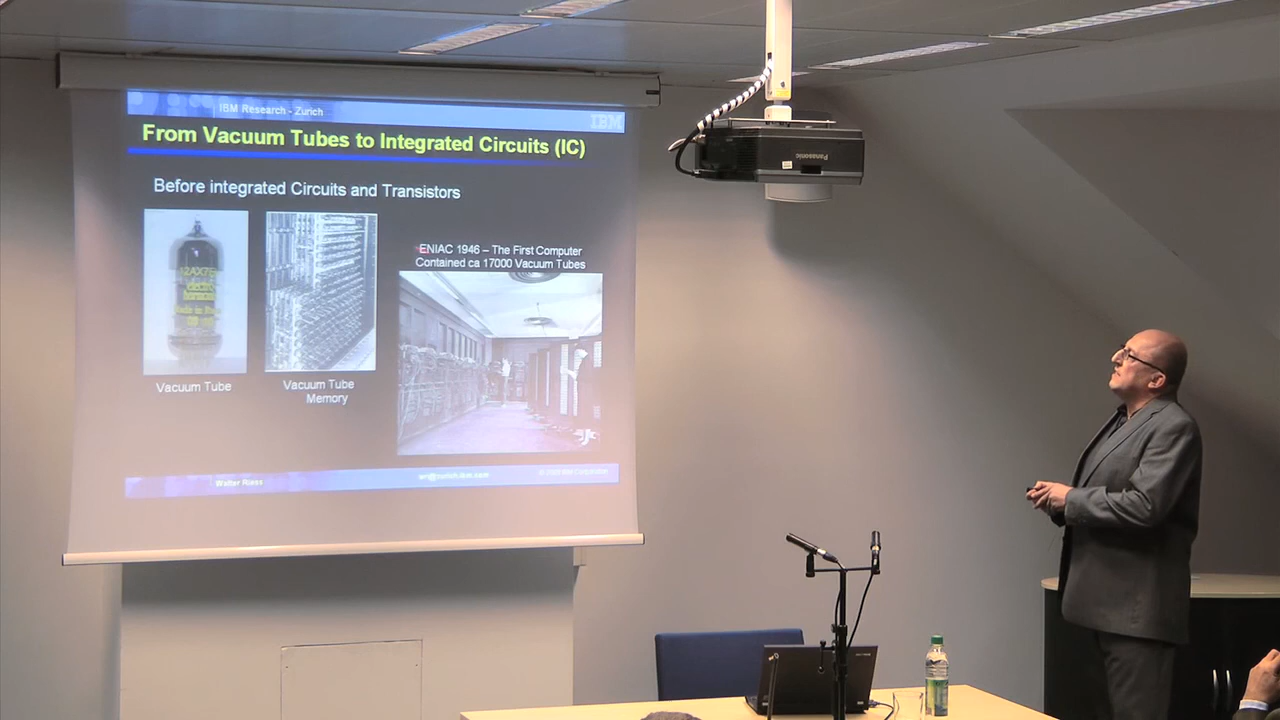 IBM Research - Zurich
IBM
From Vacuum Tubes to Integrated Circuits (IC)
Before integrated Circuits and Transistors
ENIAC 1946 – The First Computer
Contained ca 17000 Vacuum Tubes
12AX7E
Vacuum Tube
Vacuum Tube
Memory
Walter Riess
Panasonic